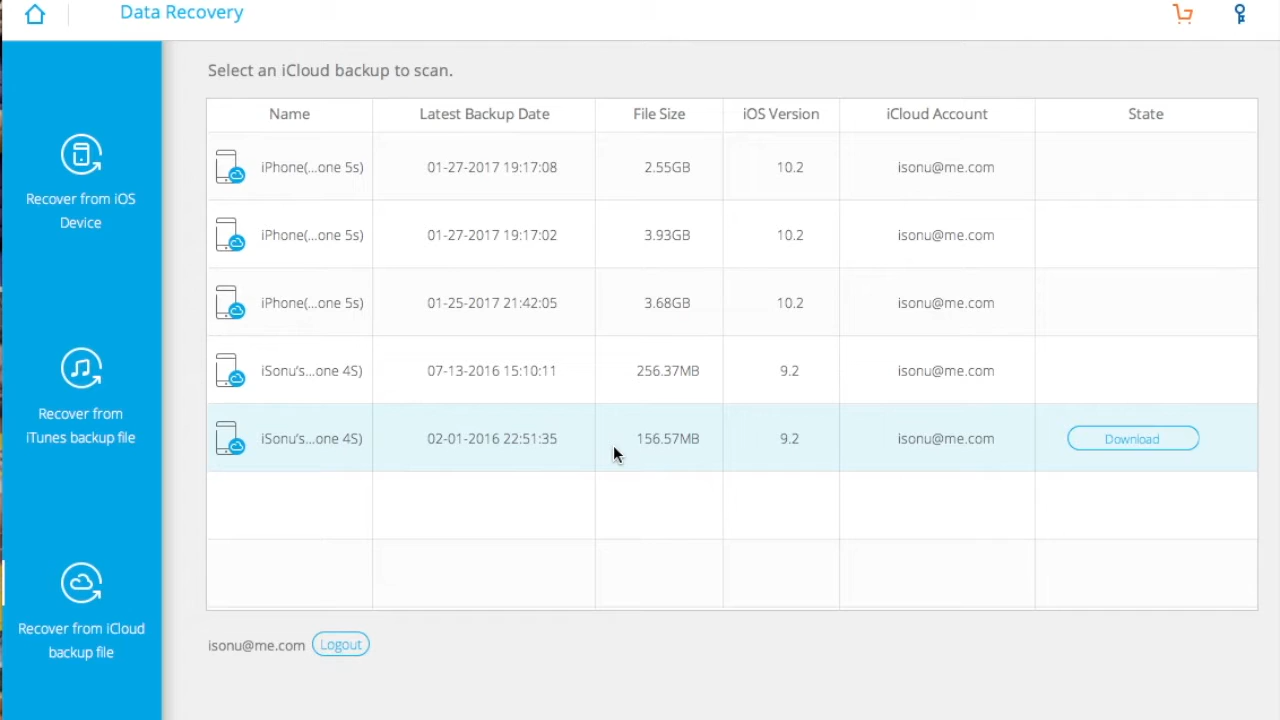 Data Recovery
Select an iCloud backup to scan.
Name Latest Backup Date File Size iOS Version iCloud Account State
iPhone(...one 5s) 01-27-2017 19:17:08 2.55GB 10.2 isonu@me.com
iPhone(...one 5s) 01-27-2017 19:17:02 3.93GB 10.2 isonu@me.com
iPhone(...one 5s) 01-25-2017 21:42:05 3.68GB 10.2 isonu@me.com
iSonu's...one 4S) 07-13-2016 15:10:11 256.37MB 9.2 isonu@me.com
iSonu's...one 4S) 02-01-2016 22:51:35 156.57MB 9.2 isonu@me.com Download
isonu@me.com Logout
Recover from iOS
Device
Recover from
iTunes backup file
Recover from iCloud
backup file